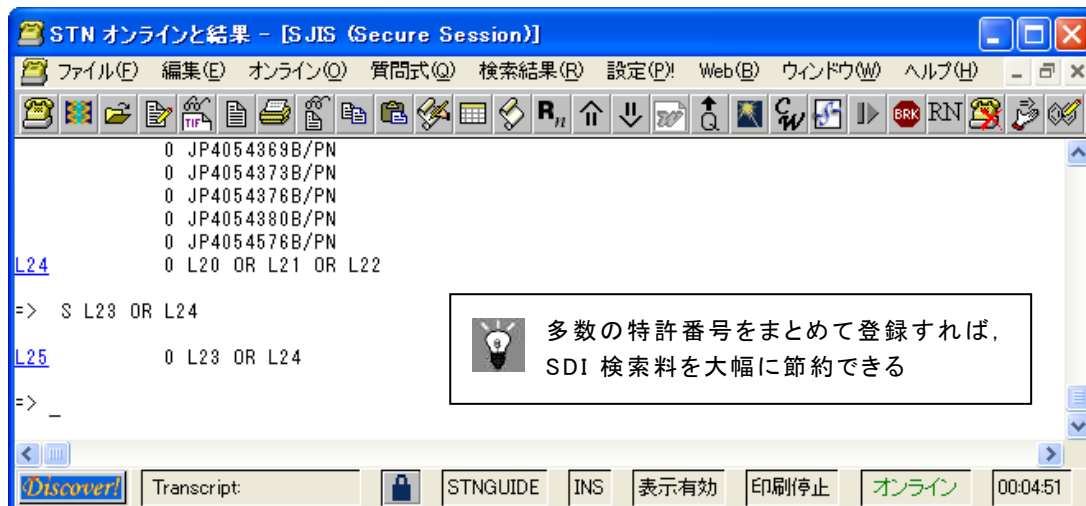 STN オンラインと結果 - [SJIS (Secure Session)]
ファイル(F) 編集(E) オンライン(O) 質問式(Q) 検索結果(R) 設定(P)! Web(B) ウィンドウ(W) ヘルプ(H)
TIF Rn Q CW BRK RN
0 JP4054369B/PN
0 JP4054373B/PN
0 JP4054376B/PN
0 JP4054380B/PN
0 JP4054576B/PN
L24 0 L20 OR L21 OR L22
=> S L23 OR L24
L25 0 L23 OR L24
=> _
多数の特許番号をまとめて登録すれば,
SDI 検索料を大幅に節約できる
Discover! Transcript: STNGUIDE INS 表示有効 印刷停止 オンライン 00:04:51